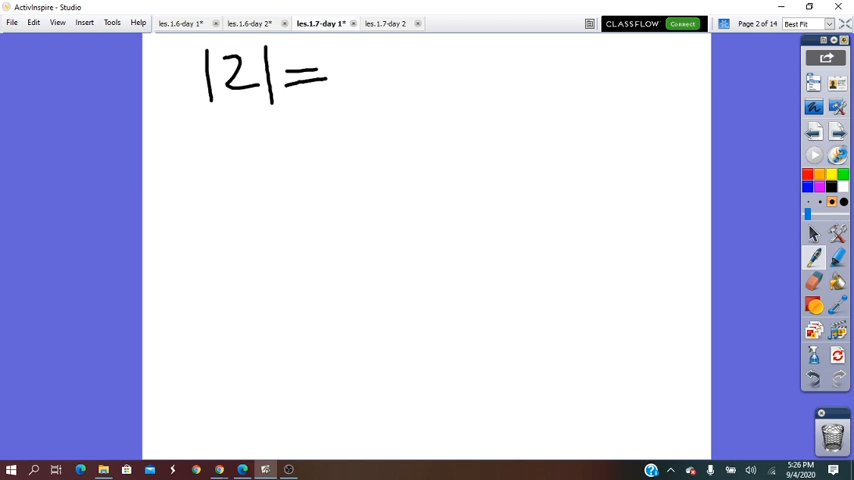 ActivInspire - Studio
File Edit View Insert Tools Help
les.1.6-day 1* les.1.6-day 2* les.1.7-day 1* les.1.7-day 2
CLASSFLOW Connect
Page 2 of 14 Best Fit
|2|=
5:26 PM
9/4/2020